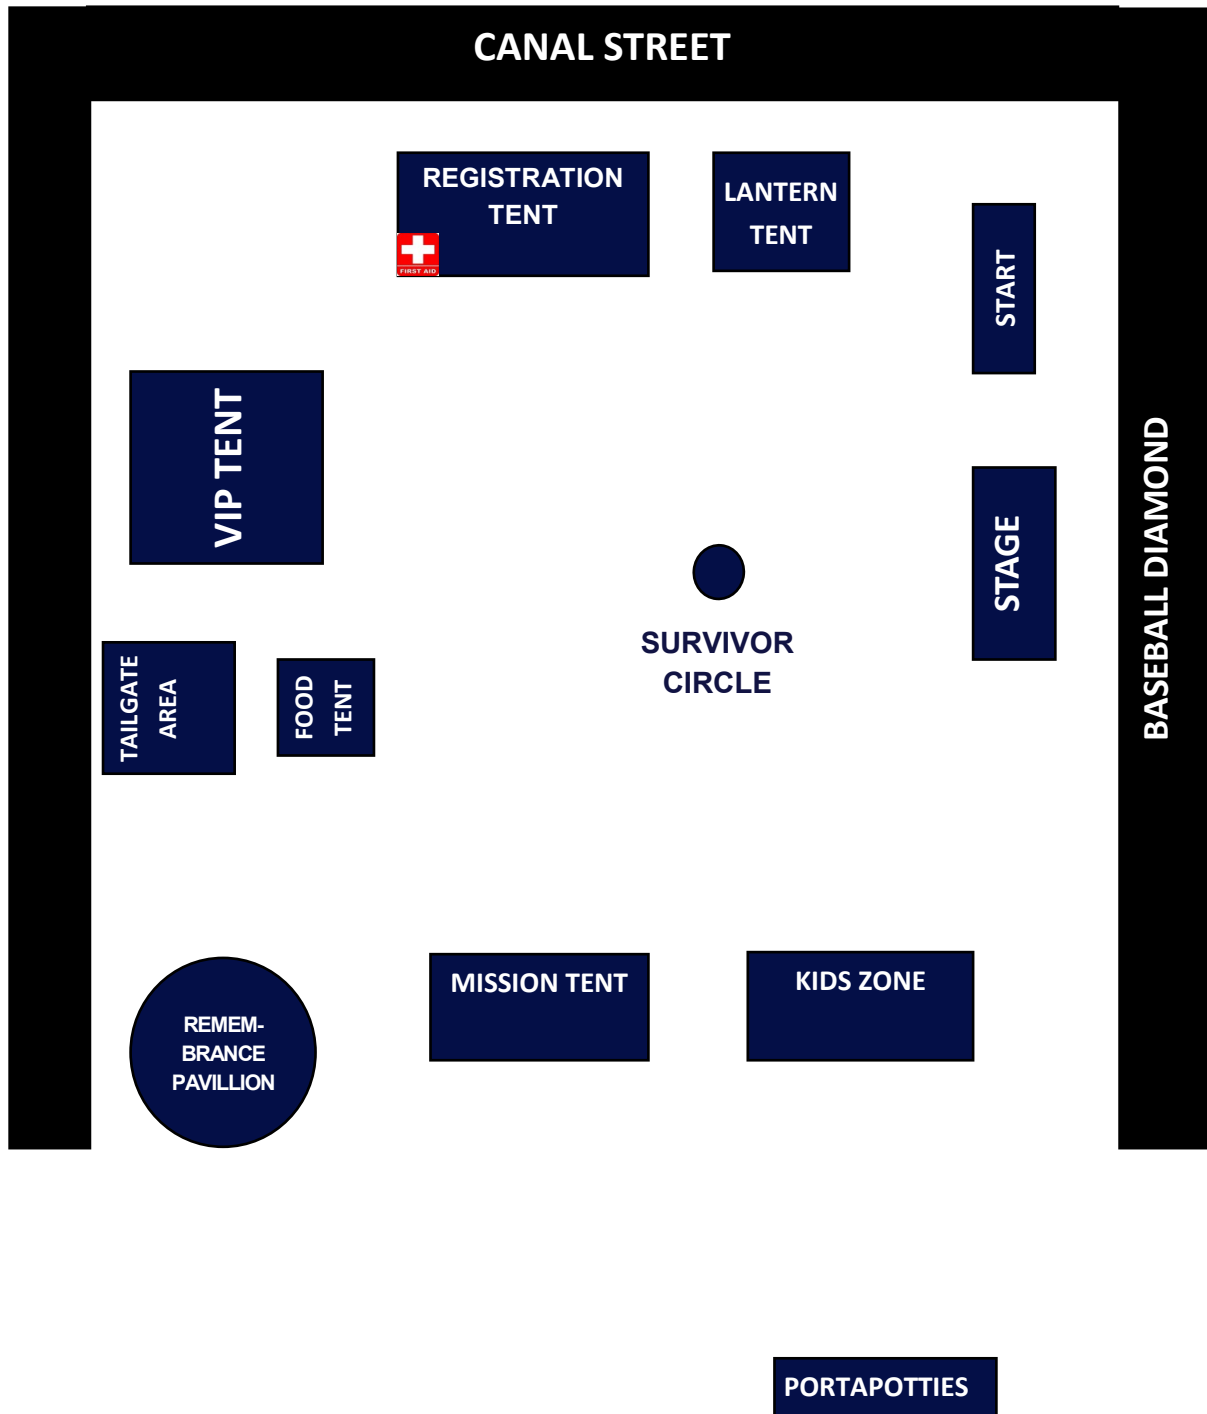 CANAL STREET
REGISTRATION
TENT
FIRST AID
LANTERN
TENT
START
VIP TENT
BASEBALL DIAMOND
STAGE
SURVIVOR
CIRCLE
TAILGATE
AREA
FOOD
TENT
MISSION TENT
KIDS ZONE
REMEM-
BRANCE
PAVILLION
PORTAPOTTIES